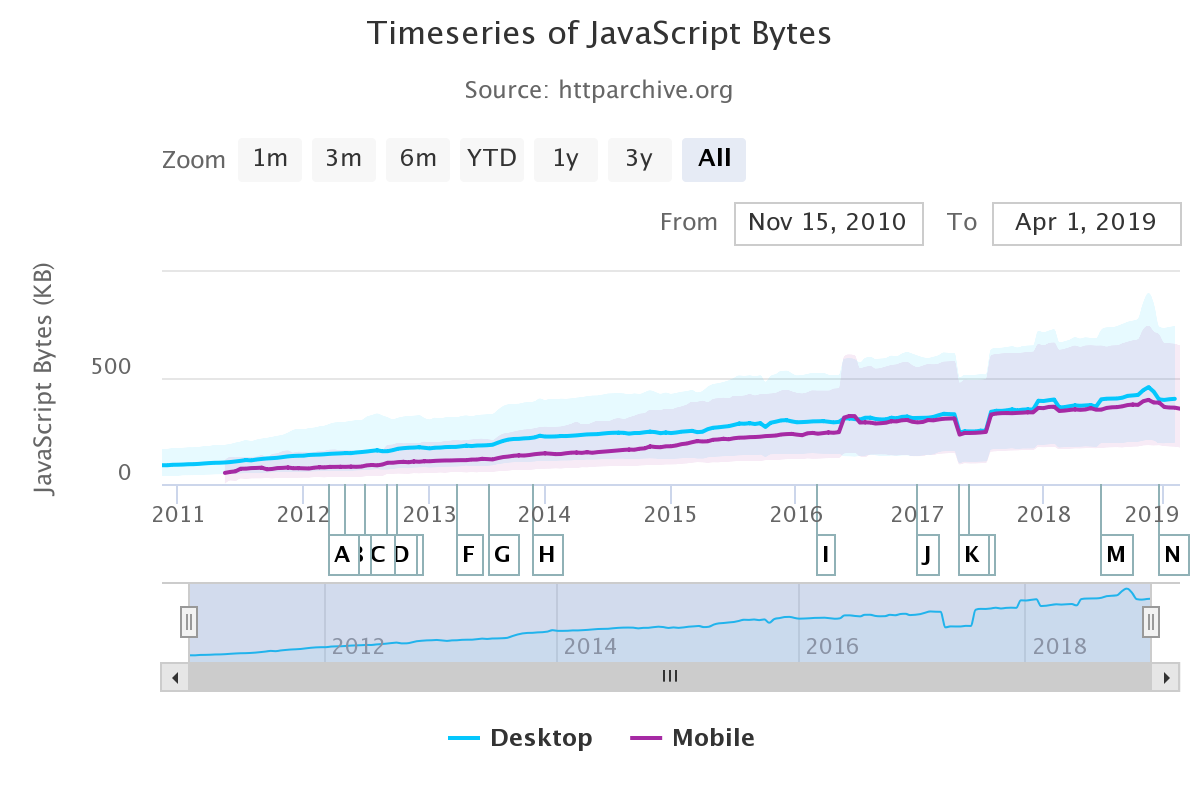 Timeseries of JavaScript Bytes
Source: httparchive.org
Zoom 1m 3m 6m YTD 1y 3y All
From Nov 15, 2010 To Apr 1, 2019
JavaScript Bytes (KB)
500
0
2011 2012 2013 2014 2015 2016 2017 2018 2019
A C D F G H I J K M N
2012 2014 2016 2018
Desktop Mobile